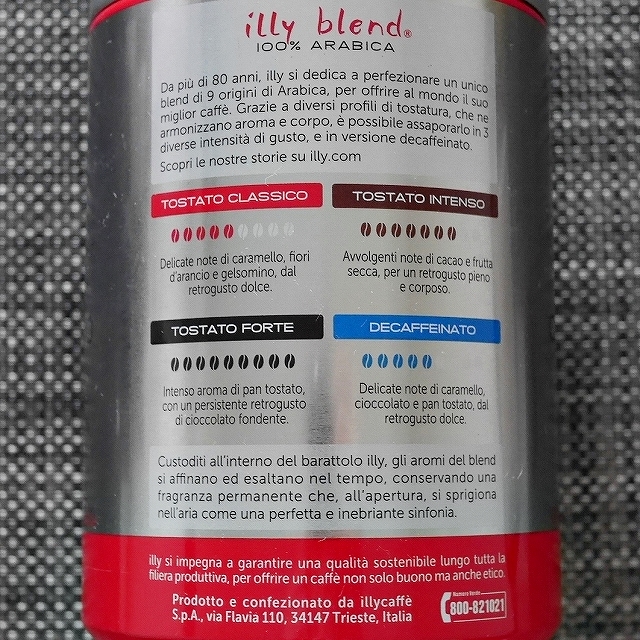 illy blend®
100% ARABICA
Da più di 80 anni, illy si dedica a perfezionare un unico
blend di 9 origini di Arabica, per offrire al mondo il suo
miglior caffè. Grazie a diversi profili di tostatura, che ne
armonizzano aroma e corpo, è possibile assaporarlo in 3
diverse intensità di gusto, e in versione decaffeinato.
Scopri le nostre storie su illy.com
TOSTATO CLASSICO
Delicate note di caramello, fiori
d'arancio e gelsomino, dal
retrogusto dolce.
TOSTATO INTENSO
Avvolgenti note di cacao e frutta
secca, per un retrogusto pieno
e corposo.
TOSTATO FORTE
Intenso aroma di pan tostato,
con un persistente retrogusto
di cioccolato fondente.
DECAFFEINATO
Delicate note di caramello,
cioccolato e pan tostato, dal
retrogusto dolce.
Custoditi all'interno del barattolo illy, gli aromi del blend
si affinano ed esaltano nel tempo, conservando una
fragranza permanente che, all'apertura, si sprigiona
nell'aria come una perfetta e inebriante sinfonia.
illy si impegna a garantire una qualità sostenibile lungo tutta la
filiera produttiva, per offrire un caffè non solo buono ma anche etico.
Prodotto e confezionato da illycaffè
S.p.A., via Flavia 110, 34147 Trieste, Italia
Numero Verde
800-821021